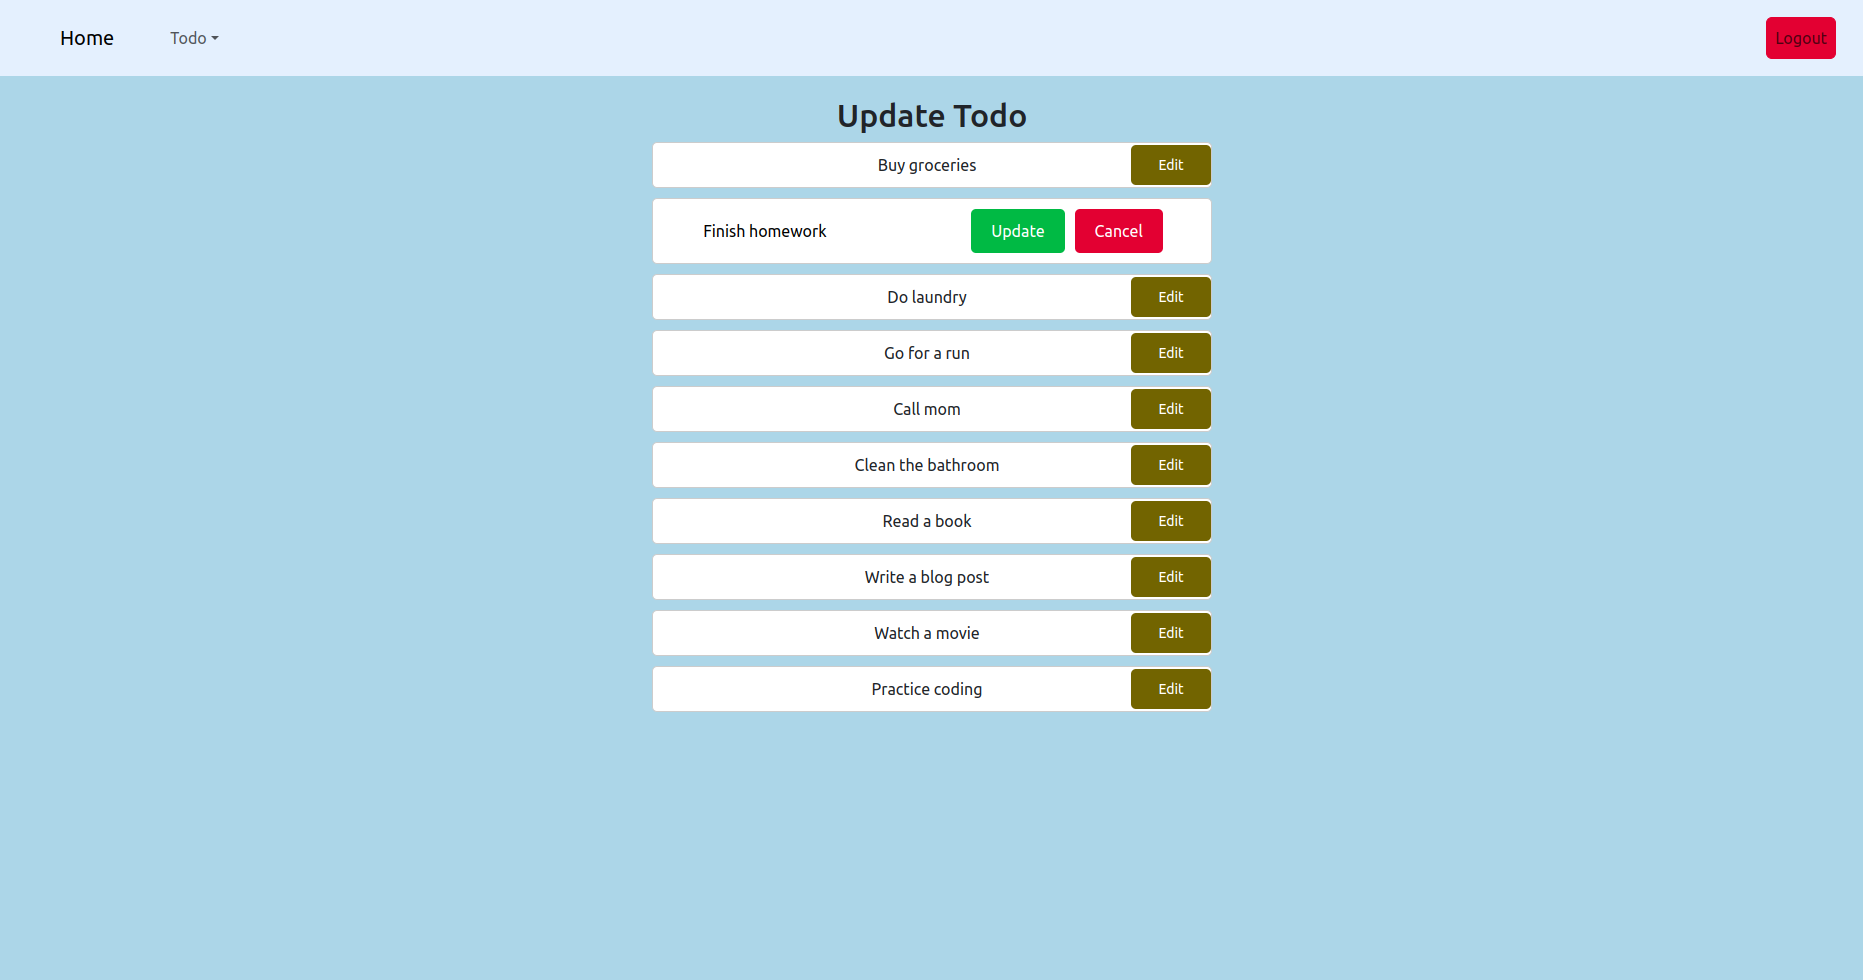 Home Todo Logout
Update Todo
Buy groceries Edit
Finish homework Update Cancel
Do laundry Edit
Go for a run Edit
Call mom Edit
Clean the bathroom Edit
Read a book Edit
Write a blog post Edit
Watch a movie Edit
Practice coding Edit